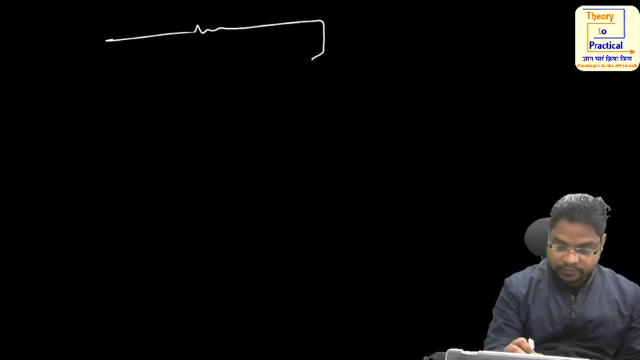 Theory
to
Practical
ज्ञान भारं क्रिया विना